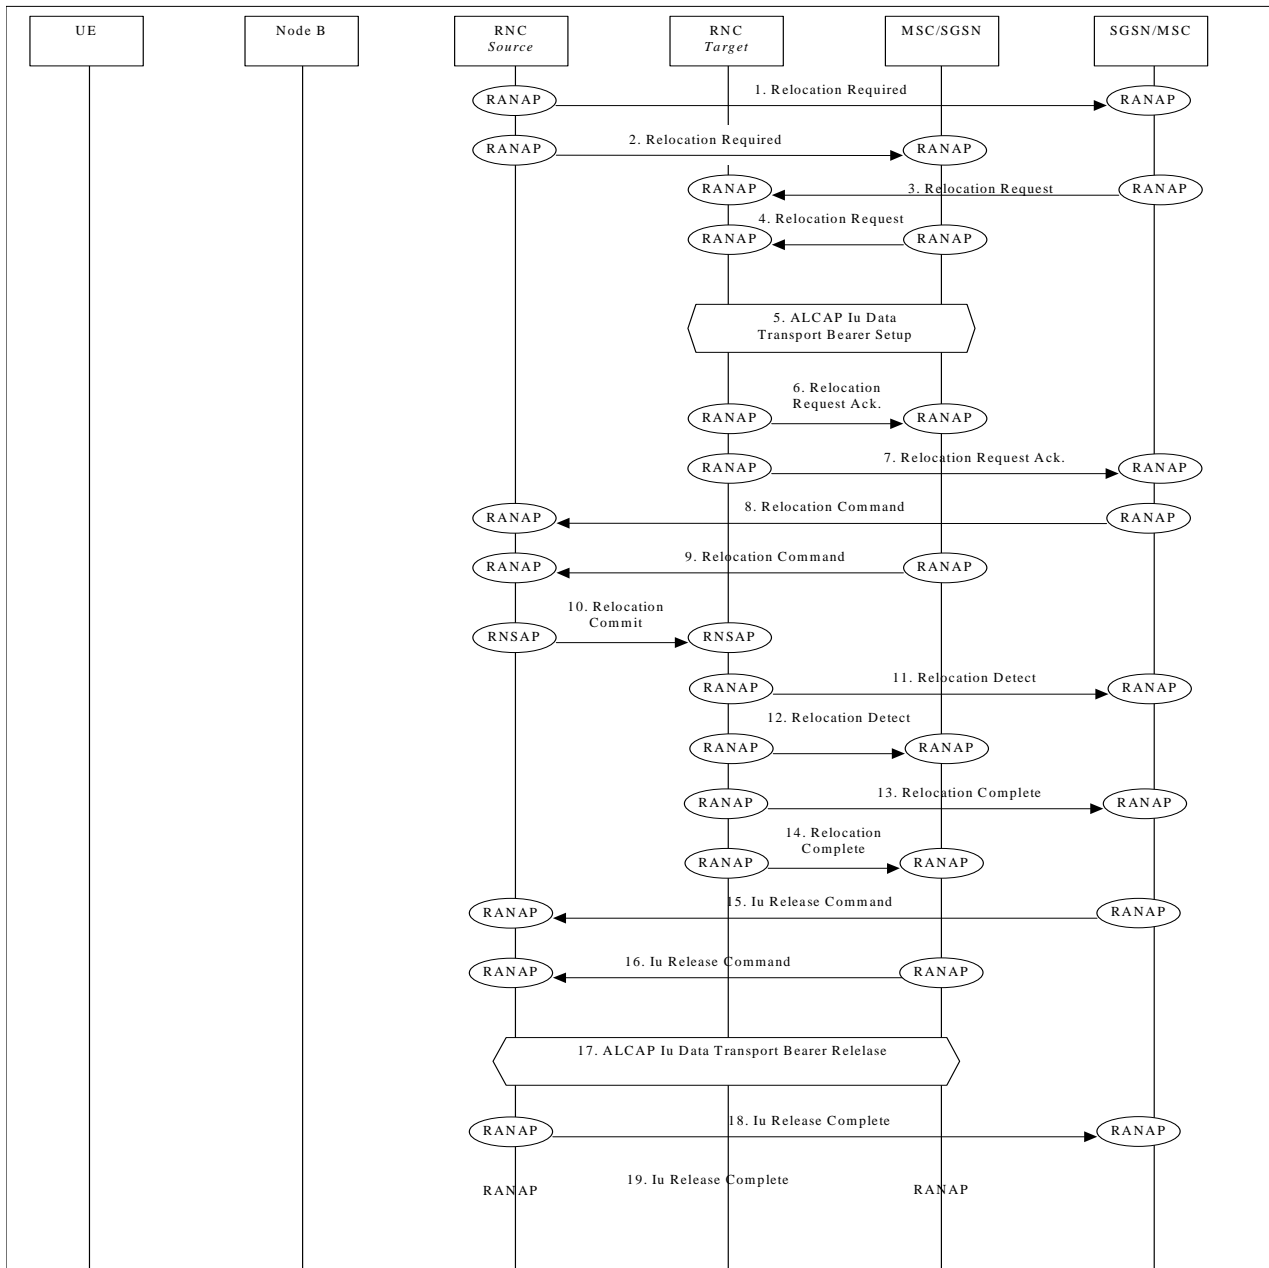 UE
Node B
RNC
Source
RNC
Target
MSC/SGSN
SGSN/MSC
RANAP
1. Relocation Required
RANAP
RANAP
2. Relocation Required
RANAP
RANAP
3. Relocation Request
RANAP
4. Relocation Request
RANAP
RANAP
5. ALCAP Iu Data
Transport Bearer Setup
6. Relocation
Request Ack.
RANAP
RANAP
7. Relocation Request Ack.
RANAP
RANAP
8. Relocation Command
RANAP
RANAP
9. Relocation Command
RANAP
RANAP
10. Relocation
Commit
RNSAP
RNSAP
11. Relocation Detect
RANAP
RANAP
12. Relocation Detect
RANAP
RANAP
13. Relocation Complete
RANAP
RANAP
14. Relocation
Complete
RANAP
RANAP
15. Iu Release Command
RANAP
RANAP
16. Iu Release Command
RANAP
RANAP
17. ALCAP Iu Data Transport Bearer Relelase
18. Iu Release Complete
RANAP
RANAP
19. Iu Release Complete
RANAP
RANAP